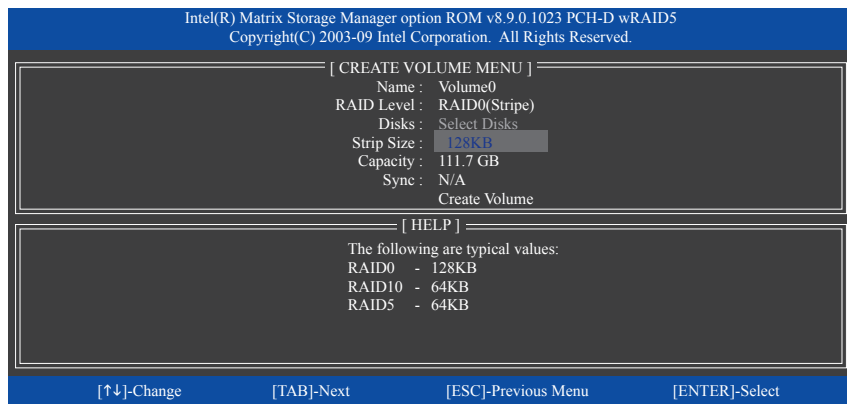 Intel(R) Matrix Storage Manager option ROM v8.9.0.1023 PCH-D wRAID5
Copyright(C) 2003-09 Intel Corporation. All Rights Reserved.
[ CREATE VOLUME MENU ]
Name : Volume0
RAID Level : RAID0(Stripe)
Disks : Select Disks
Strip Size : 128KB
Capacity : 111.7 GB
Sync : N/A
Create Volume
[ HELP ]
The following are typical values:
RAID0 - 128KB
RAID10 - 64KB
RAID5 - 64KB
[↑↓]-Change [TAB]-Next [ESC]-Previous Menu [ENTER]-Select